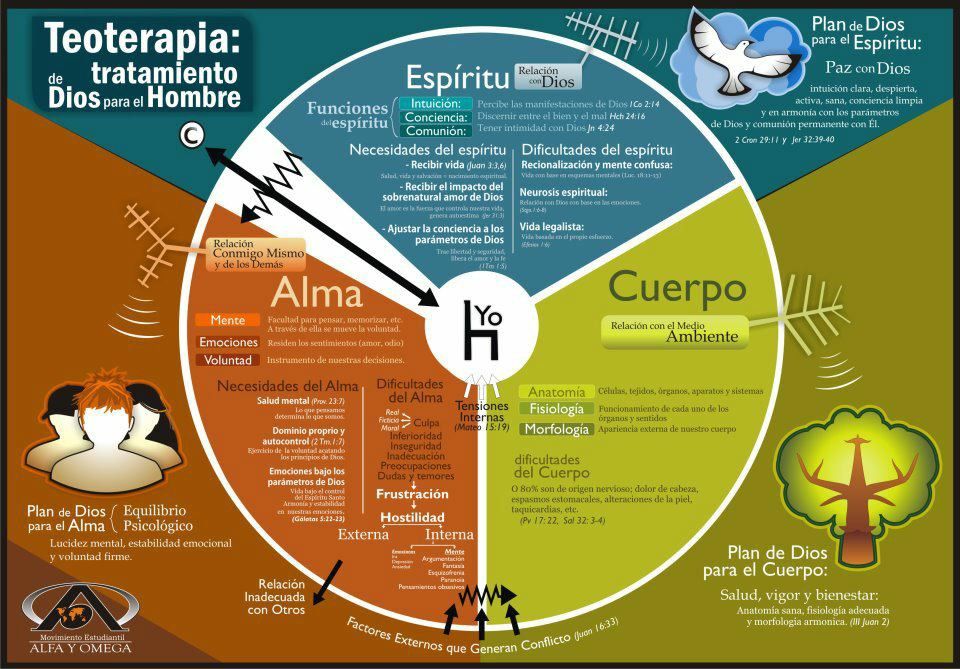 Teoterapia:
de tratamiento
Dios para el Hombre
C
Espíritu
Relación
con Dios
Funciones
del espíritu
Intuición: Percibe las manifestaciones de Dios 1Co 2:14
Conciencia: Discernir entre el bien y el mal Hch 24:16
Comunión: Tener intimidad con Dios Jn 4:24
Necesidades del espíritu
- Recibir vida (Juan 3:3,6)
Salud, vida y salvación = nacimiento espiritual.
- Recibir el impacto del
sobrenatural amor de Dios
El amor es la fuerza que controla nuestra vida,
genera autoestima (Jer 31:3)
- Ajustar la conciencia a los
parámetros de Dios
Trae libertad y seguridad,
libera el amor y la fe
(1Tm 1:5)
Dificultades del espíritu
Recionalización y mente confusa:
Vida con base en esquemas mentales (Luc. 18:11-13)
Neurosis espiritual:
Relación con Dios con base en las emociones.
(Stgo. 1:6-8)
Vida legalista:
Vida basada en el propio esfuerzo.
(Efesios 1:6)
Plan de Dios
para el Espíritu:
Paz con Dios
intuición clara, despierta,
activa, sana, conciencia limpia
y en armonía con los parámetros
de Dios y comunión permanente con Él.
2 Cron 29:11 y Jer 32:39-40
Relación
Conmigo Mismo
y de los Demás
Alma
Mente Facultad para pensar, memorizar, etc.
A través de ella se mueve la voluntad.
Emociones Residen los sentimientos (amor, odio)
Voluntad Instrumento de nuestras decisiones.
Necesidades del Alma
Salud mental (Prov. 23:7)
Lo que pensamos
determina lo que somos.
Dominio propio y
autocontrol (2 Tm.1:7)
Ejercicio de la voluntad acatando
los principios de Dios.
Emociones bajo los
parámetros de Dios
Vida bajo el control
del Espíritu Santo
Armonía y estabilidad
en nuestras emociones.
(Gálatas 5:22-23)
Dificultades
del Alma
Real
Ficticia
Moral
Culpa
Inferioridad
Inseguridad
Inadecuación
Preocupaciones
Dudas y temores
Frustración
Hostilidad
Externa Interna
Emociones
Ira
Depresión
Ansiedad
Mente
Argumentación
Fantasía
Esquizofrenia
Paranoia
Pensamientos obsesivos
Yo
Tensiones
Internas
(Mateo 15:19)
Cuerpo
Relación con el Medio
Ambiente
Anatomía Células, tejidos, órganos, aparatos y sistemas
Fisiología Funcionamiento de cada uno de los
órganos y sentidos
Morfología Apariencia externa de nuestro cuerpo
dificultades
del Cuerpo
O 80% son de origen nervioso; dolor de cabeza,
espasmos estomacales, alteraciones de la piel,
taquicardias, etc.
(Pv 17: 22, Sal 32: 3-4)
Plan de Dios
para el Alma
Equilibrio
Psicológico
Lucidez mental, estabilidad emocional
y voluntad firme.
Plan de Dios
para el Cuerpo:
Salud, vigor y bienestar:
Anatomía sana, fisiología adecuada
y morfología armonica. (III Juan 2)
Relación
Inadecuada
con Otros
Factores Externos que Generan Conflicto (Juan 16:33)
Movimiento Estudiantil
ALFA Y OMEGA